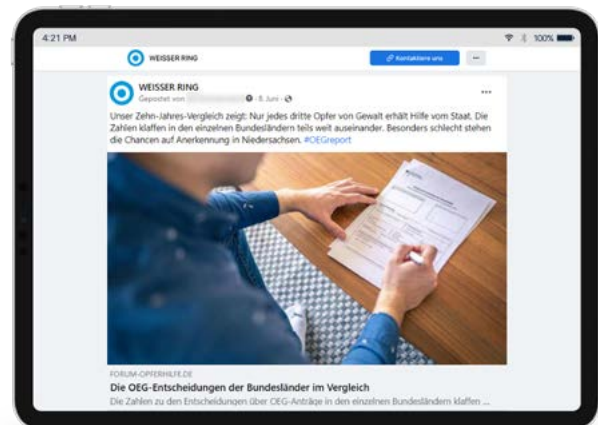 4:21 PM
100%
WEISSER RING
Kontaktiere uns
WEISSER RING
Gepostet von
· 8. Juni ·
Unser Zehn-Jahres-Vergleich zeigt: Nur jedes dritte Opfer von Gewalt erhält Hilfe vom Staat. Die
Zahlen klaffen in den einzelnen Bundesländern teils weit auseinander. Besonders schlecht stehen
die Chancen auf Anerkennung in Niedersachsen. #OEGreport
FORUM-OPFERHILFE.DE
Die OEG-Entscheidungen der Bundesländer im Vergleich
Die Zahlen zu den Entscheidungen über OEG-Anträge in den einzelnen Bundesländern klaffen ...